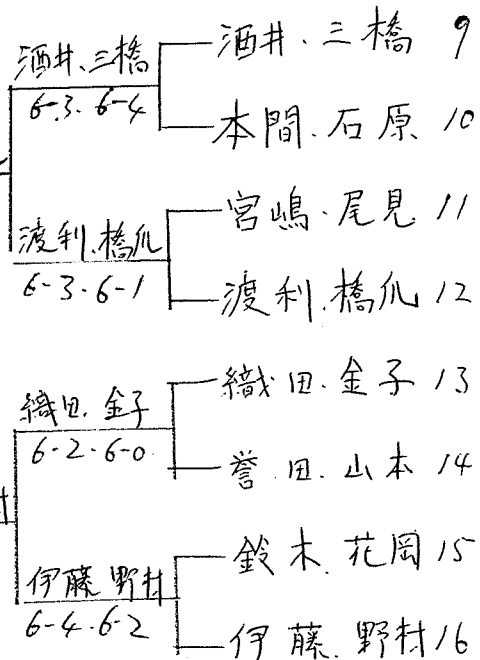 酒井.三橋 9
酒井.三橋
6-3.6-4
本間.石原 10
宮嶋.尾見 11
渡利.橋爪
6-3.6-1
渡利.橋爪 12
織田.金子 13
織田.金子
6-2.6-0
誉田.山本 14
鈴木.花岡 15
伊藤.野村
6-4.6-2
伊藤.野村 16